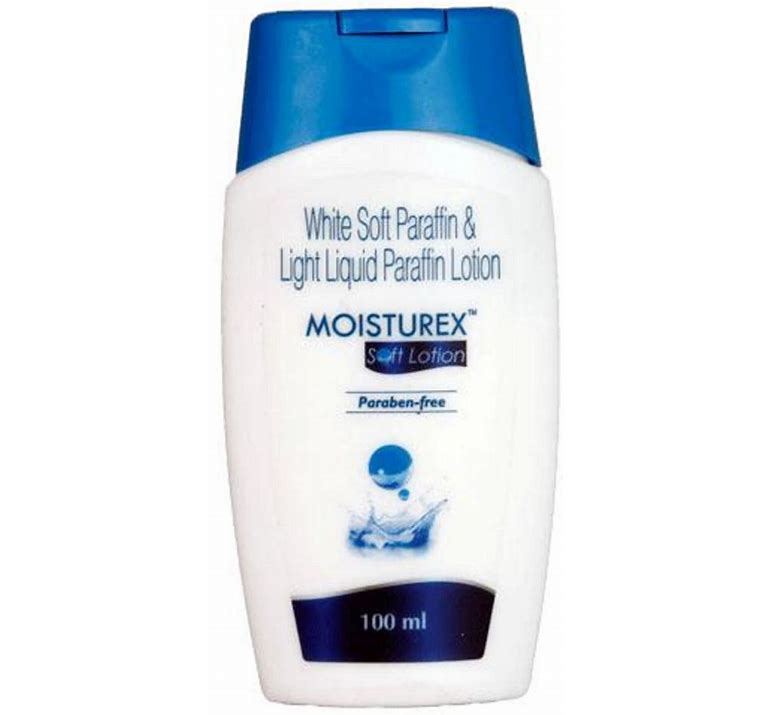 White Soft Paraffin &
Light Liquid Paraffin Lotion
MOISTUREX™
Soft Lotion
Paraben-free
100 ml